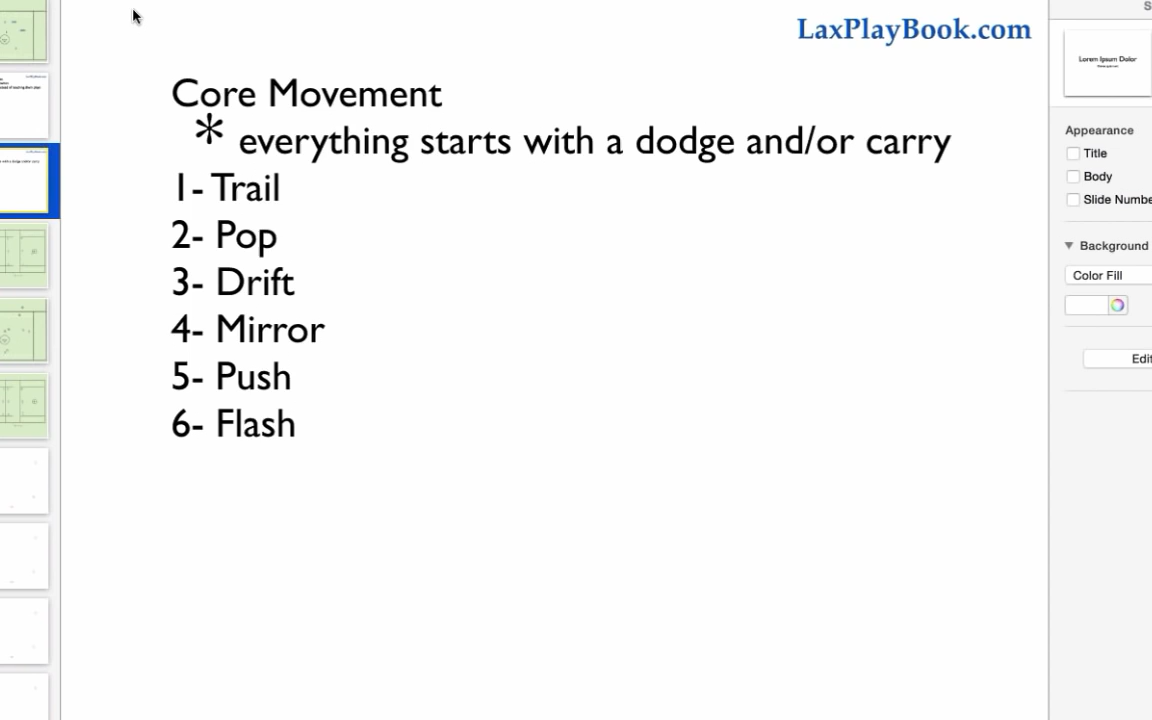 LaxPlayBook.com
Core Movement
* everything starts with a dodge and/or carry
1- Trail
2- Pop
3- Drift
4- Mirror
5- Push
6- Flash
Lorem Ipsum Dolor
Appearance
Title
Body
Slide Numbe
Background
Color Fill
Edit